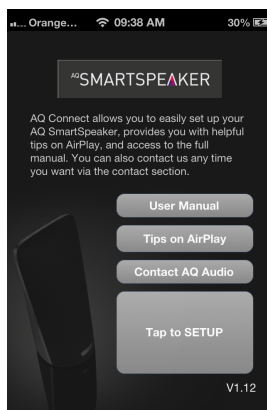 Orange... 09:38 AM 30%
AQSMARTSPEAKER
AQ Connect allows you to easily set up your
AQ SmartSpeaker, provides you with helpful
tips on AirPlay, and access to the full
manual. You can also contact us any time
you want via the contact section.
User Manual
Tips on AirPlay
Contact AQ Audio
Tap to SETUP
V1.12